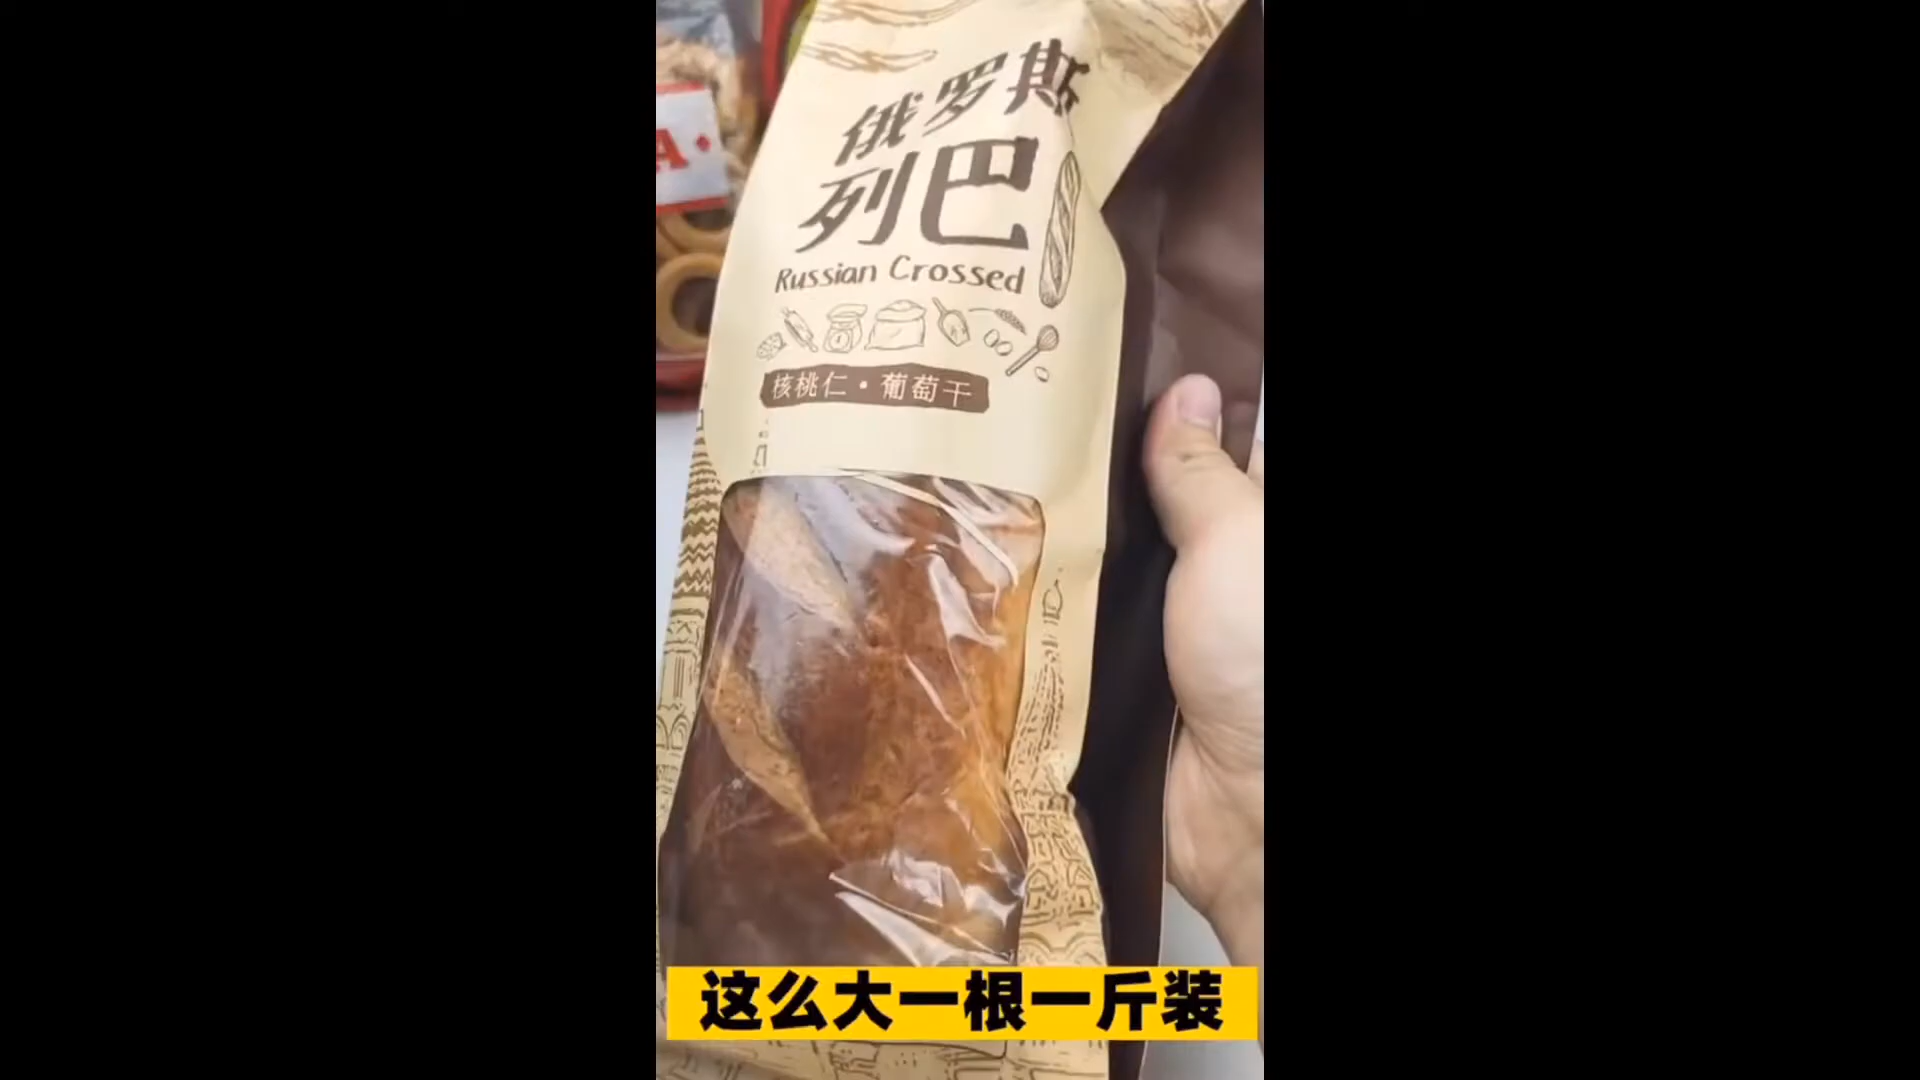 俄罗斯
列巴
Russian Crossed
核桃仁·葡萄干
A
这么大一根一斤装